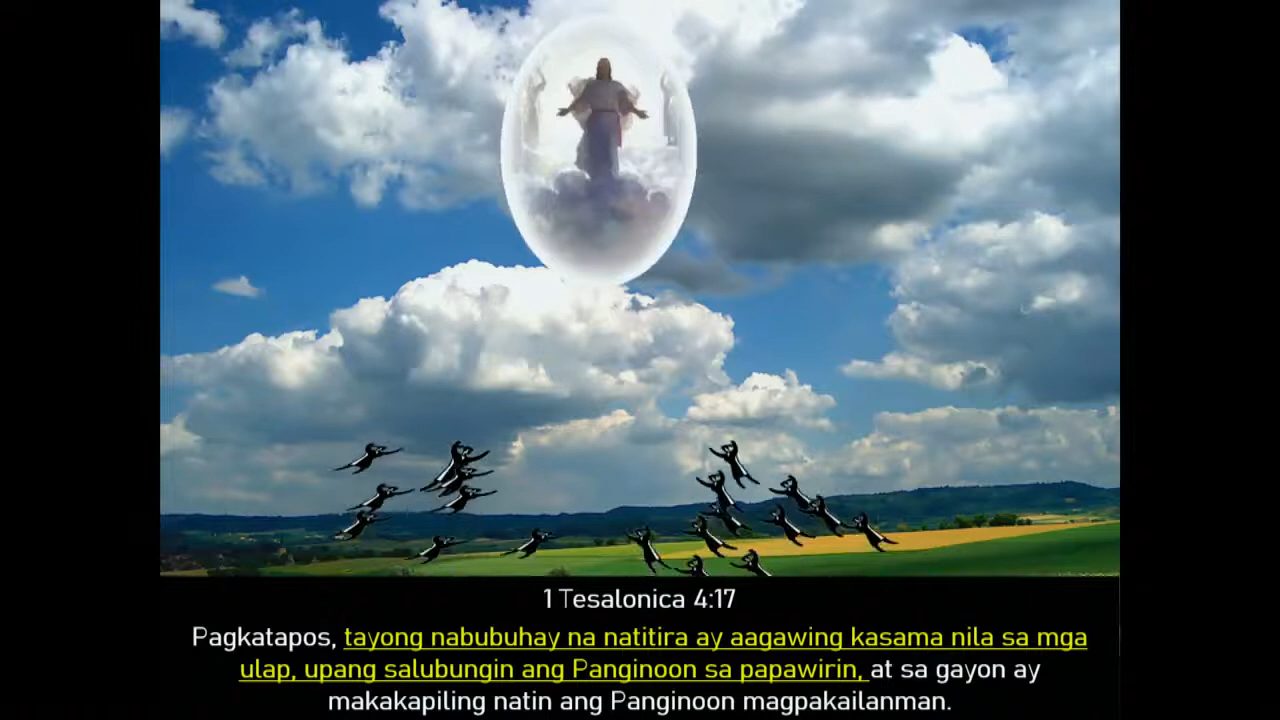 1 Tesalonica 4:17
Pagkatapos, tayong nabubuhay na natitira ay aagawing kasama nila sa mga
ulap, upang salubungin ang Panginoon sa papawirin, at sa gayon ay
makakapiling natin ang Panginoon magpakailanman.